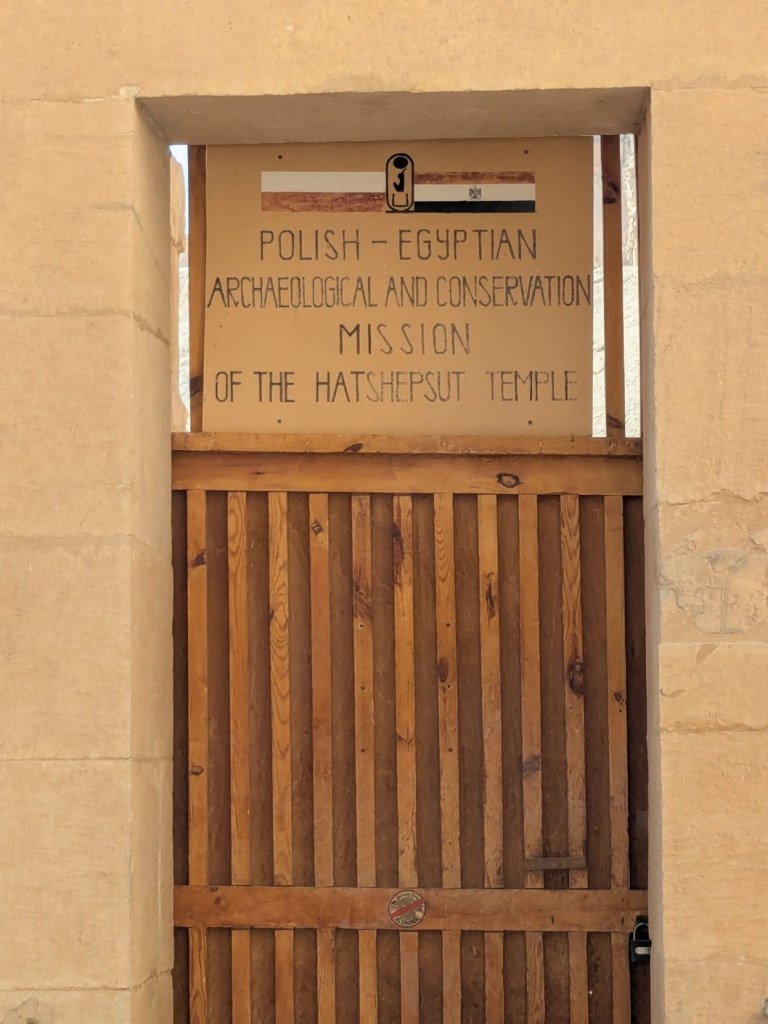 POLISH – EGYPTIAN
ARCHAEOLOGICAL AND CONSERVATION
MISSION
OF THE HATSHEPSUT TEMPLE